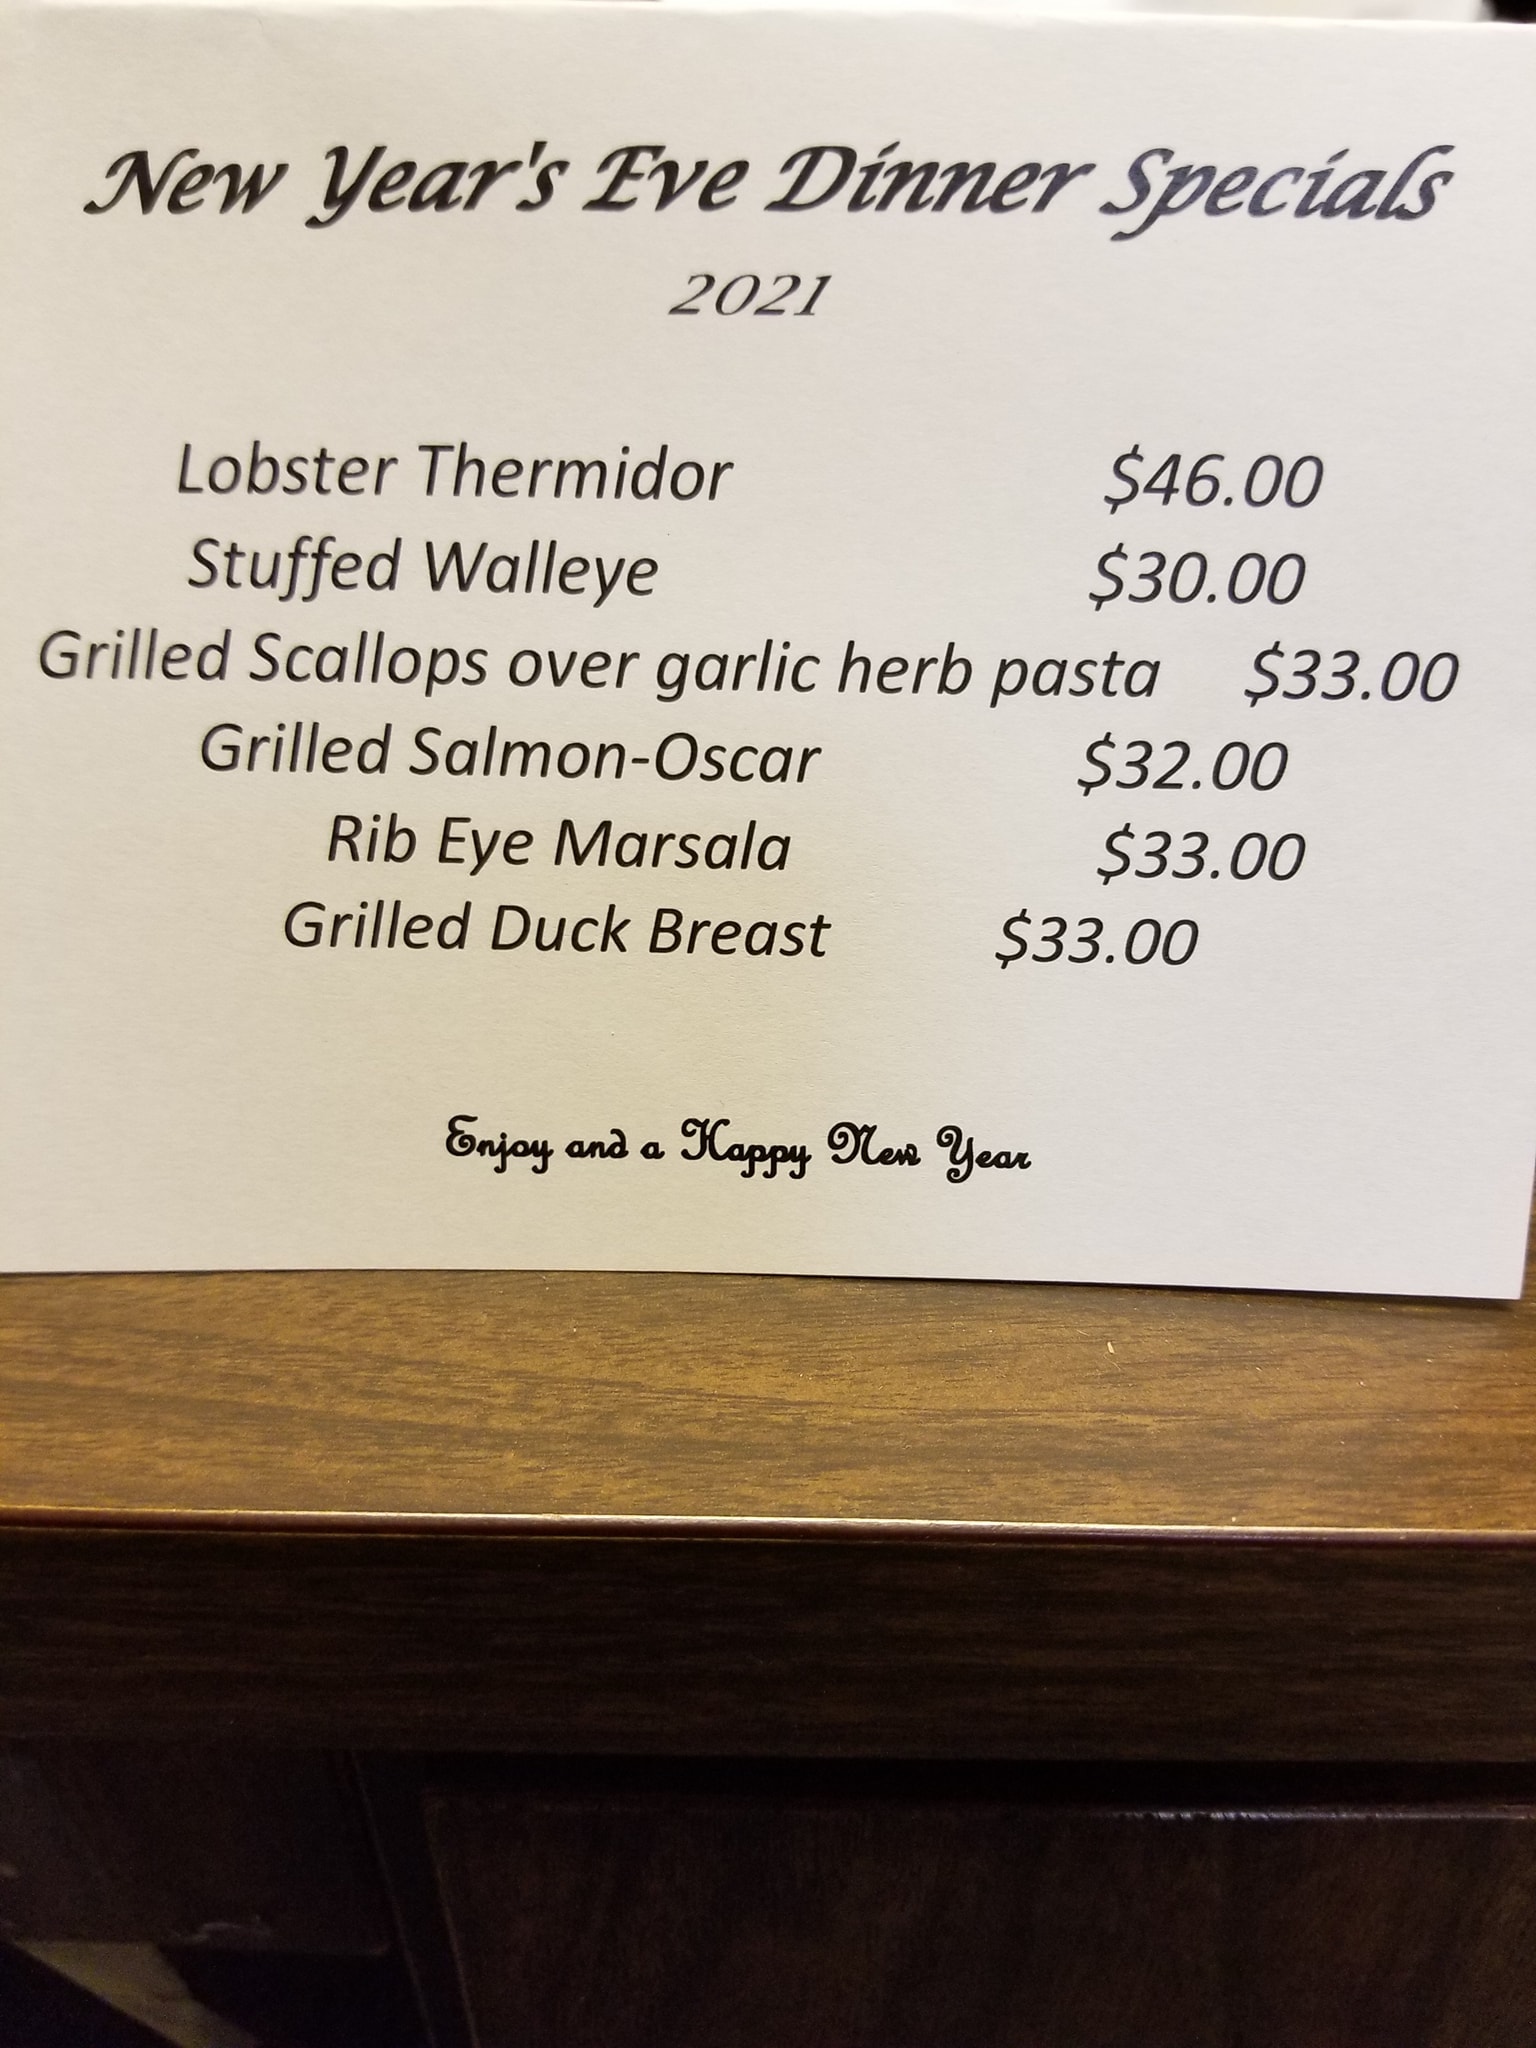 New Year's Eve Dinner Specials
2021
Lobster Thermidor $46.00
Stuffed Walleye $30.00
Grilled Scallops over garlic herb pasta $33.00
Grilled Salmon-Oscar $32.00
Rib Eye Marsala $33.00
Grilled Duck Breast $33.00
Enjoy and a Happy New Year